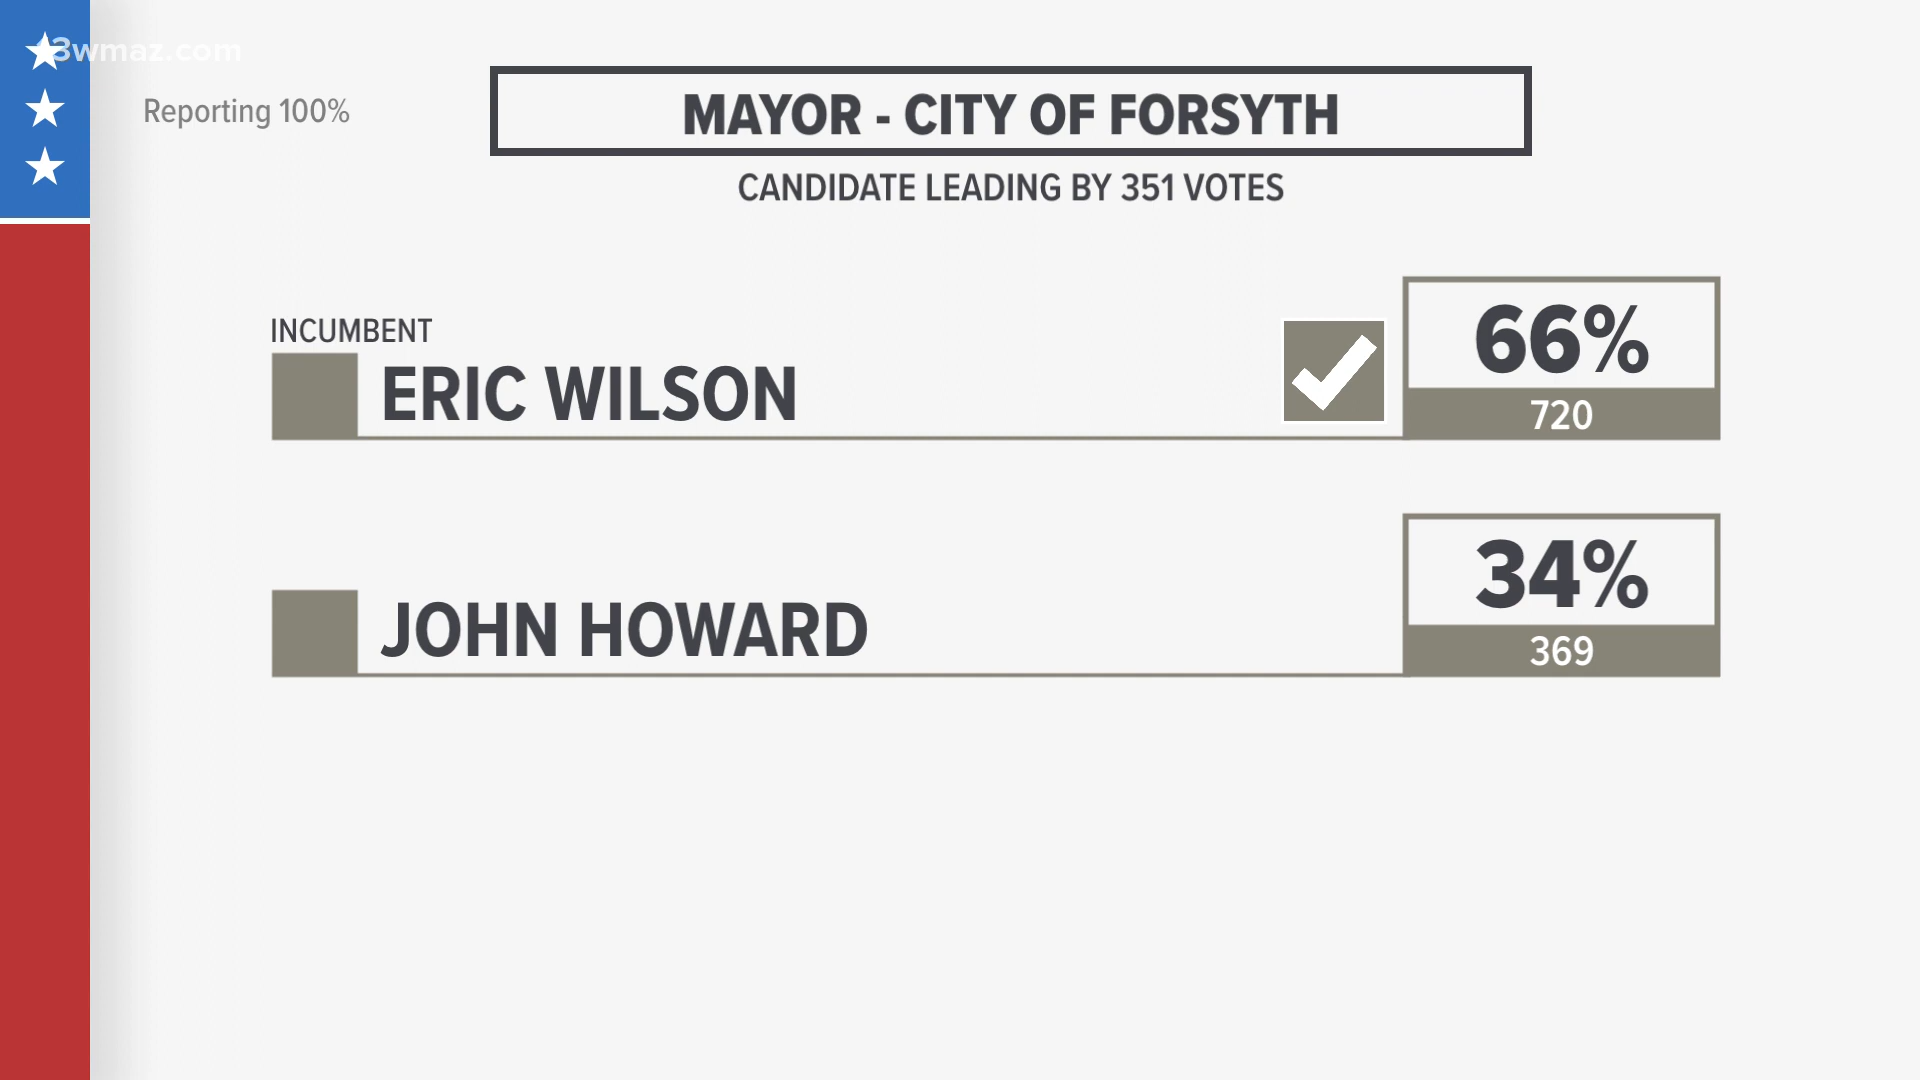 13wmaz.com
Reporting 100%
MAYOR - CITY OF FORSYTH
CANDIDATE LEADING BY 351 VOTES
INCUMBENT
ERIC WILSON
66%
720
JOHN HOWARD
34%
369